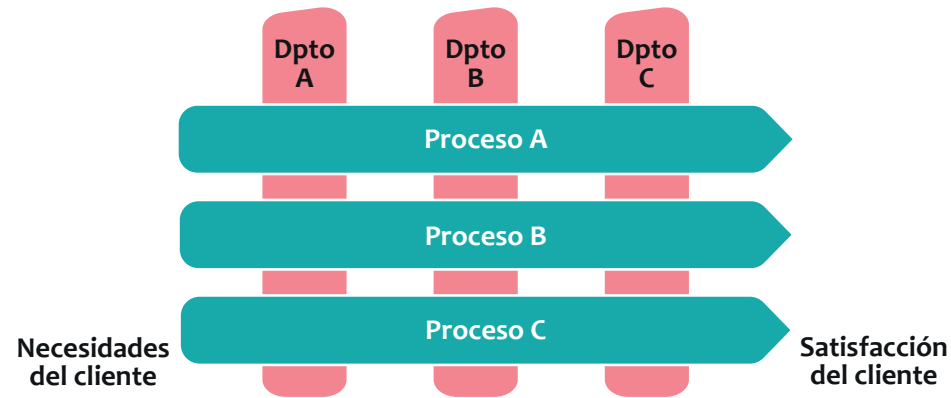 Dpto
A
Dpto
B
Dpto
C
Proceso A
Proceso B
Proceso C
Necesidades
del cliente
Satisfacción
del cliente